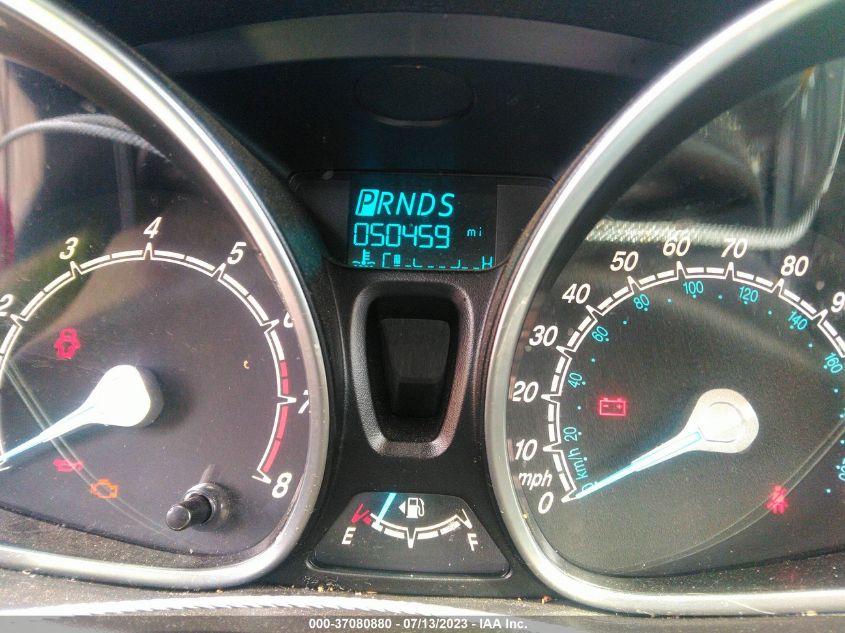 PRNDS
050459 mi
C H
2 3 4 5 6 7 8
0 10 20 30 40 50 60 70 80 9
mph
km/h
20 40 60 80 100 120 140 160
E F
000-37080880 - 07/13/2023 - IAA Inc.